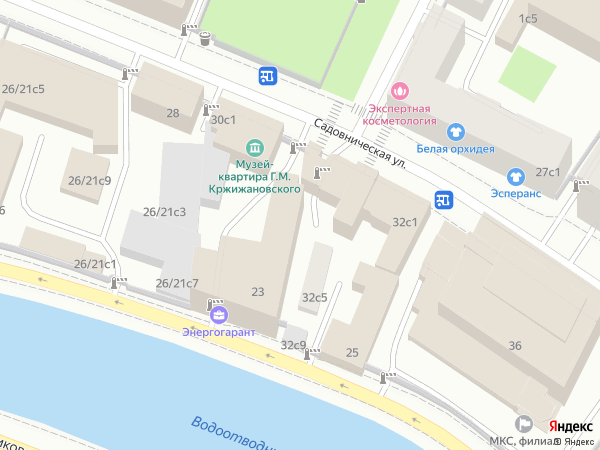 1с5
26/21с5
28
30с1
Экспертная
косметология
Садовническая ул.
Белая орхидея
Музей-
квартира Г.М.
Кржижановского
27с1
Эсперанс
26/21с9
26/21с3
32с1
26/21с1
26/21с7
23
32с5
Энергогарант
32с9
25
36
МКС, филиал
Яндекс
© Яндекс